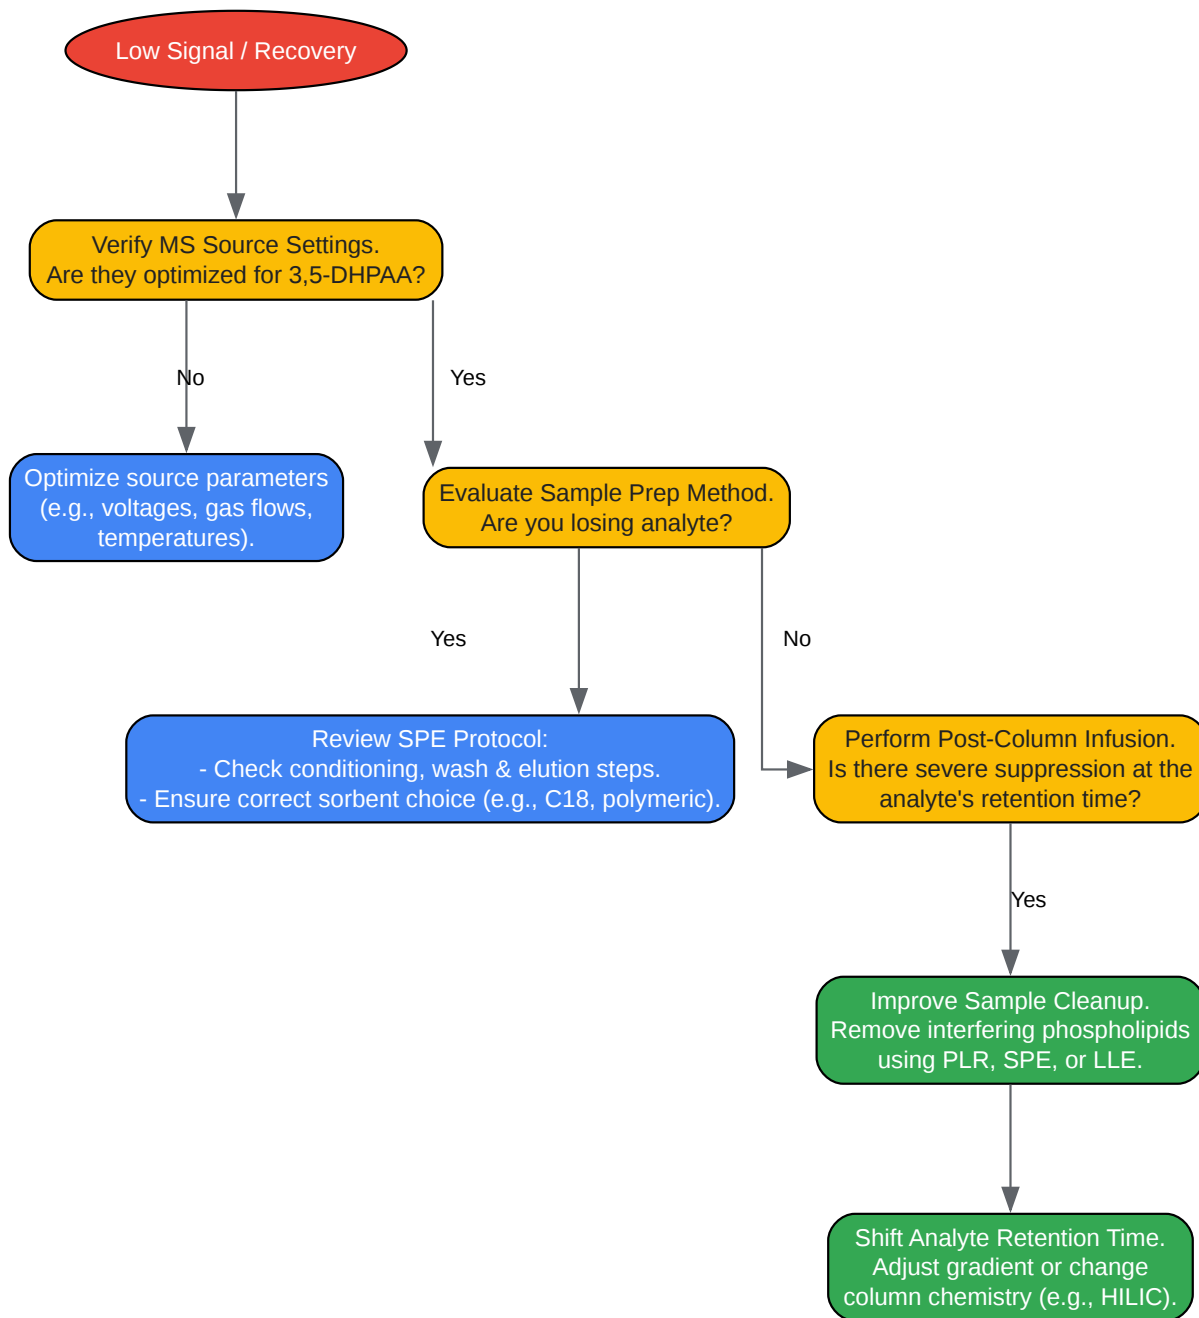 Low Signal / Recovery
Verify MS Source Settings.
Are they optimized for 3,5-DHPAA?
No
Yes
Optimize source parameters
(e.g., voltages, gas flows,
temperatures).
Evaluate Sample Prep Method.
Are you losing analyte?
Yes
No
Review SPE Protocol:
- Check conditioning, wash & elution steps.
- Ensure correct sorbent choice (e.g., C18, polymeric).
Perform Post-Column Infusion.
Is there severe suppression at the
analyte's retention time?
Yes
Improve Sample Cleanup.
Remove interfering phospholipids
using PLR, SPE, or LLE.
Shift Analyte Retention Time.
Adjust gradient or change
column chemistry (e.g., HILIC).